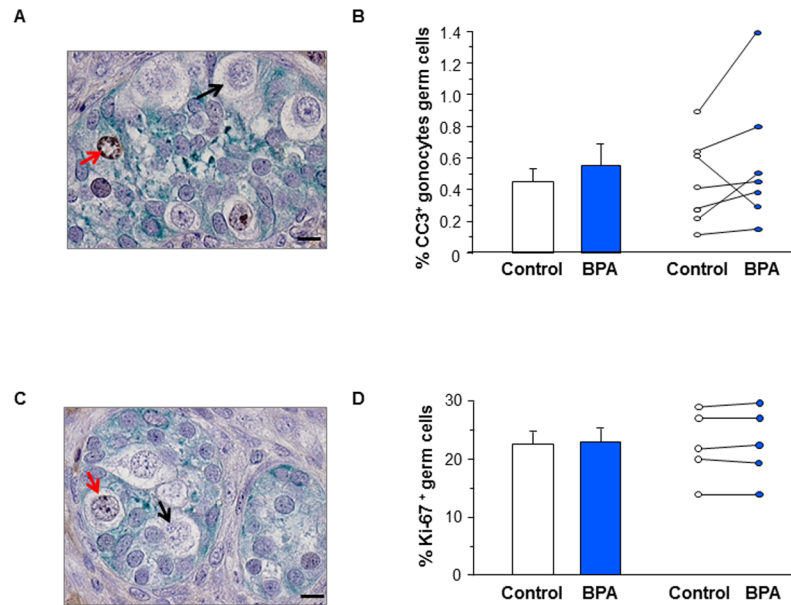 A
B
% CC3+ gonocytes germ cells
1.4
1.2
1.0
0.8
0.6
0.4
0.2
0
Control BPA Control BPA
C
D
% Ki-67 + germ cells
30
20
10
0
Control BPA Control BPA